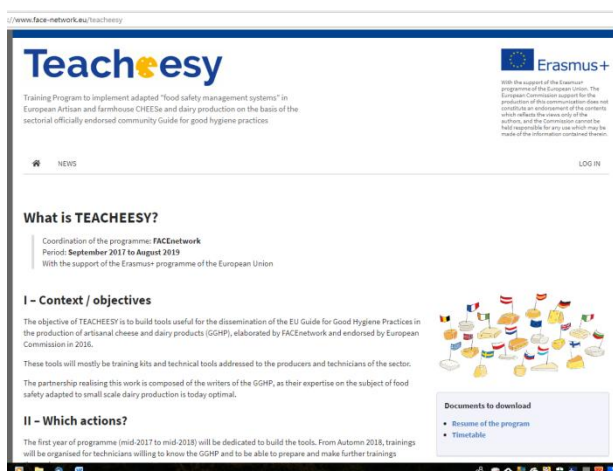 ://www.face-network.eu/teacheesy
Teacheesy
Erasmus+
Training Program to implement adapted "food safety management systems" in
European Artisan and farmhouse CHEESe and dairy production on the basis of the
sectorial officially endorsed community Guide for good hygiene practices
With the support of the Erasmus+
programme of the European Union. The
European Commission support for the
production of this communication does not
constitute an endorsement of the contents
which reflects the views only of the
authors, and the Commission cannot be
held responsible for any use which may be
made of the information contained therein.
NEWS
LOG IN
What is TEACHEESY?
Coordination of the programme: FACEnetwork
Period: September 2017 to August 2019
With the support of the Erasmus+ programme of the European Union
I – Context / objectives
The objective of TEACHEESY is to build tools useful for the dissemination of the EU Guide for Good Hygiene Practices in
the production of artisanal cheese and dairy products (GGHP), elaborated by FACEnetwork and endorsed by European
Commission in 2016.
These tools will mostly be training kits and technical tools addressed to the producers and technicians of the sector.
The partnership realising this work is composed of the writers of the GGHP, as their expertise on the subject of food
safety adapted to small scale dairy production is today optimal.
Documents to download
Resume of the program
Timetable
II – Which actions?
The first year of programme (mid-2017 to mid-2018) will be dedicated to build the tools. From Automn 2018, trainings
will be organised for technicians willing to know the GGHP and to be able to prepare and make further trainings